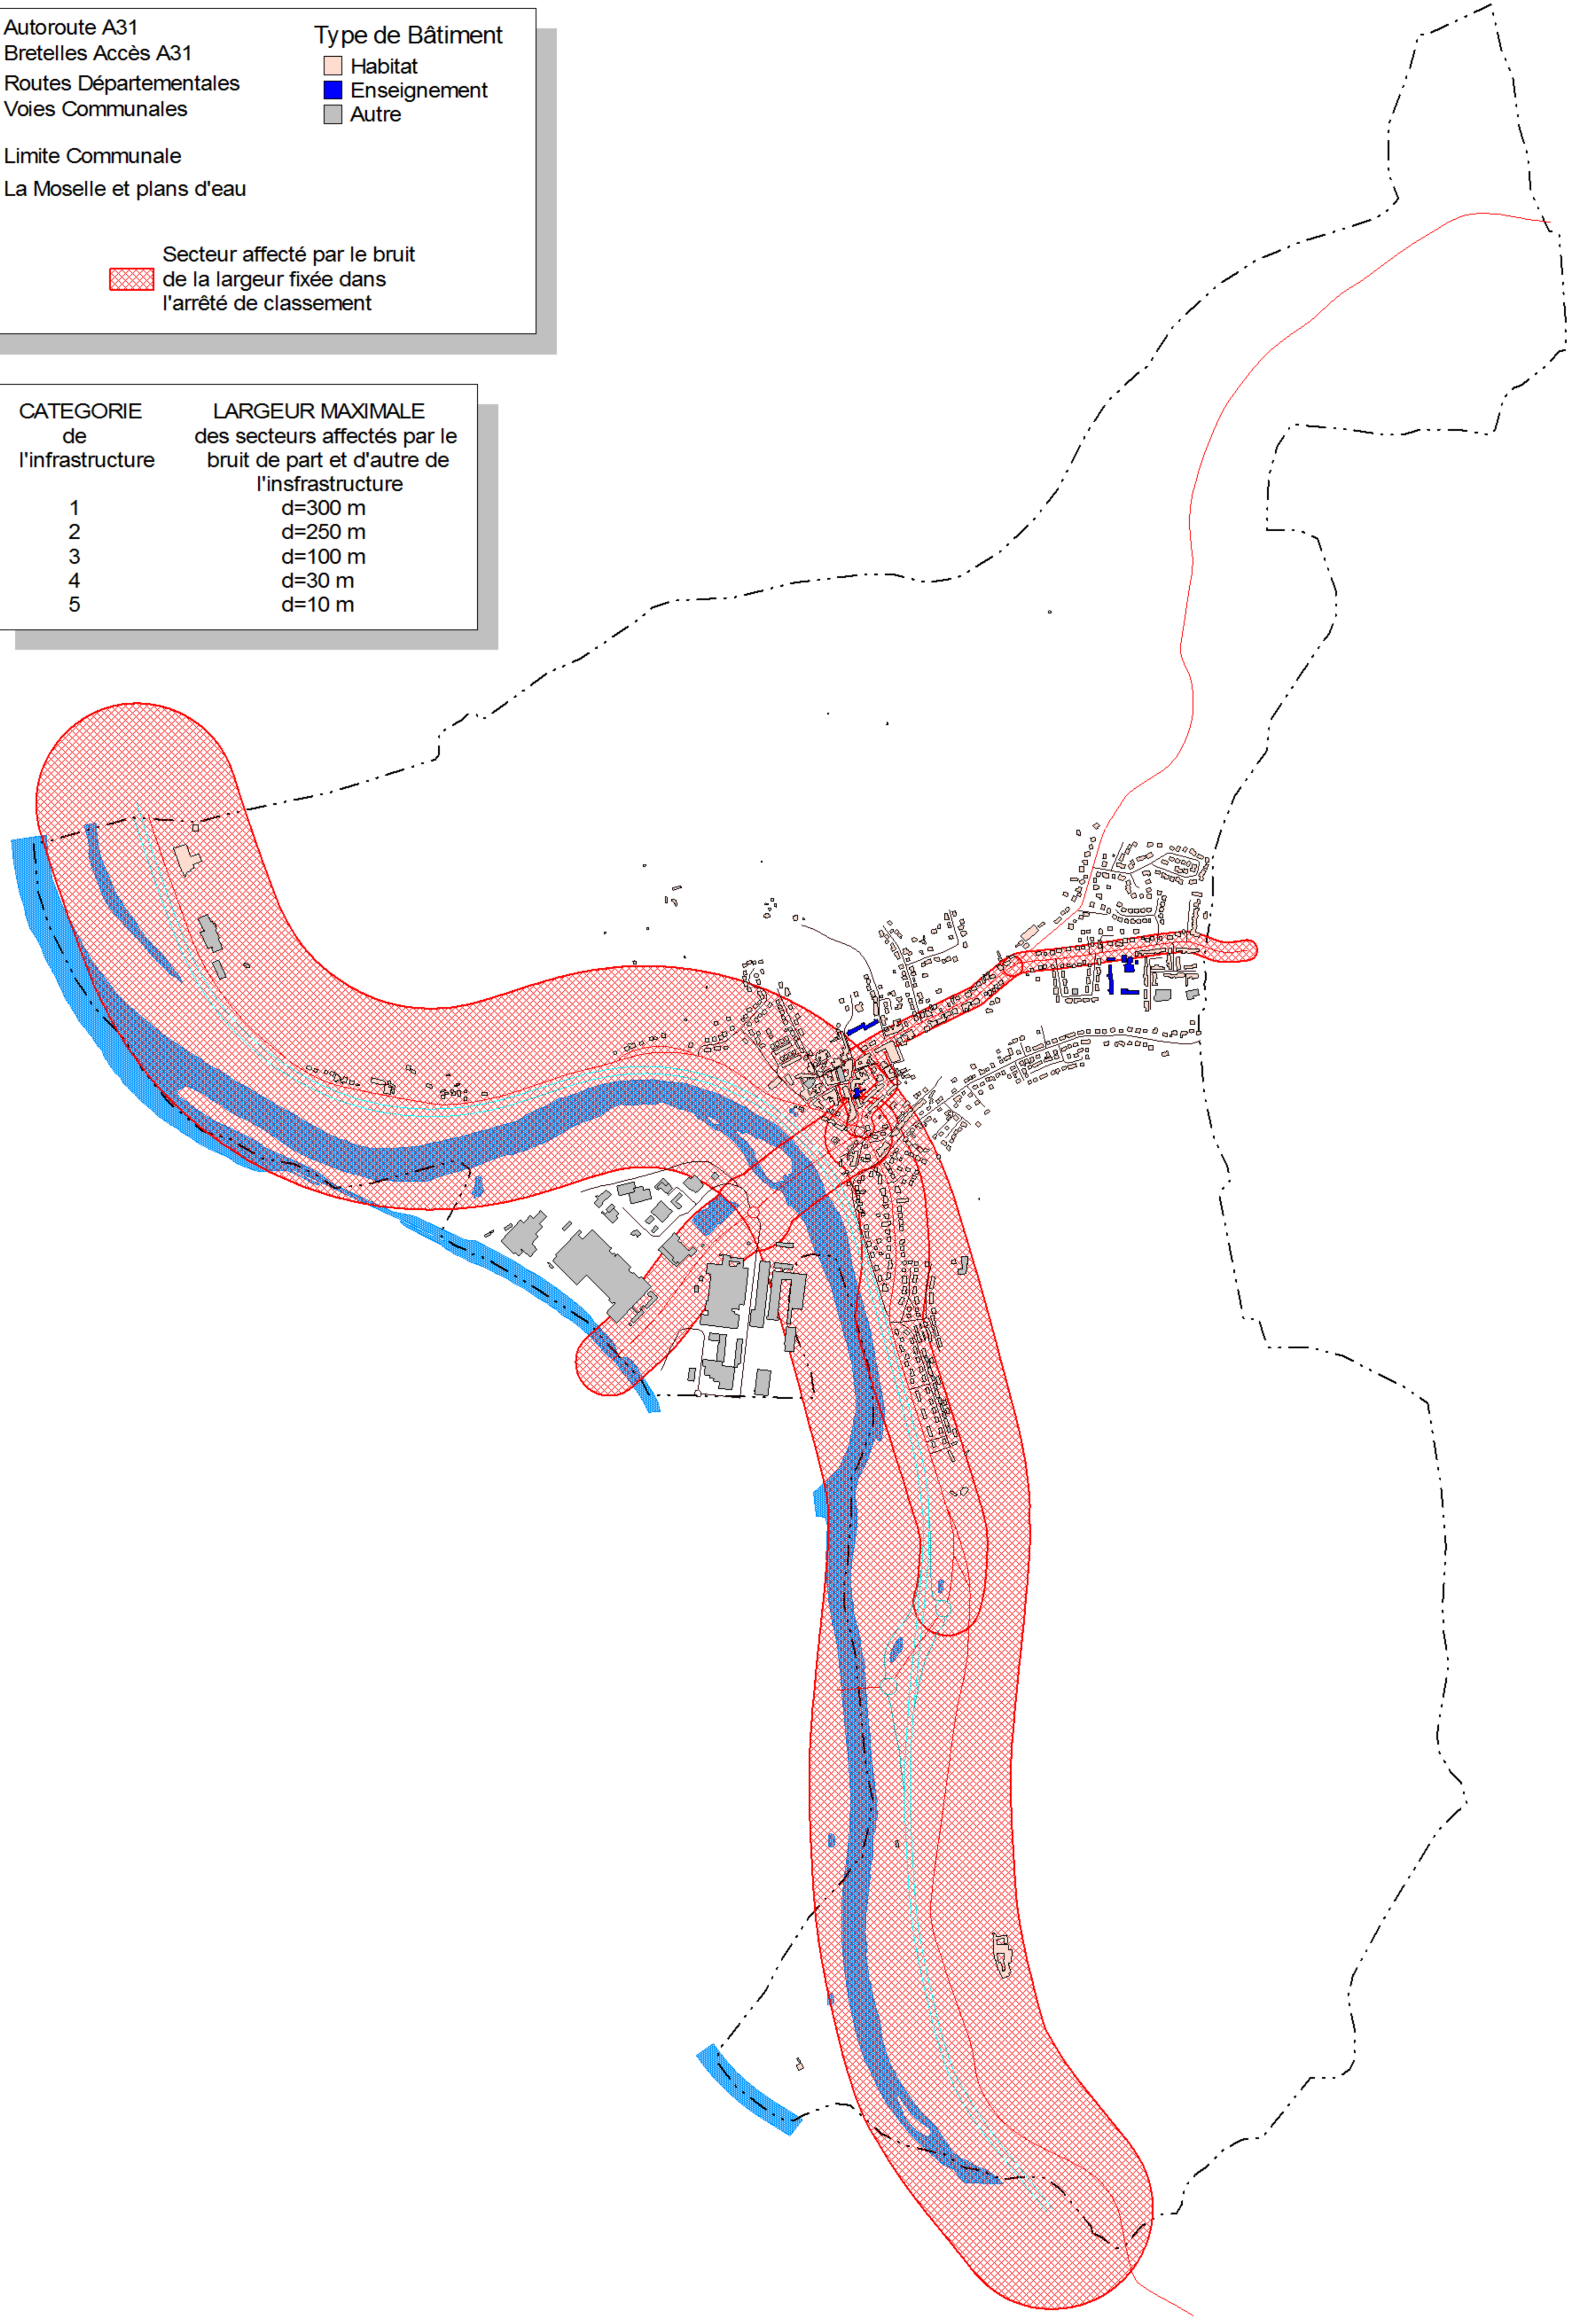 Autoroute A31
Bretelles Accès A31
Routes Départementales
Voies Communales
Limite Communale
La Moselle et plans d'eau
Type de Bâtiment
Habitat
Enseignement
Autre
Secteur affecté par le bruit
de la largeur fixée dans
l'arrêté de classement
CATEGORIE
de
l'infrastructure
LARGEUR MAXIMALE
des secteurs affectés par le
bruit de part et d'autre de
l'insfrastructure
1 d=300 m
2 d=250 m
3 d=100 m
4 d=30 m
5 d=10 m